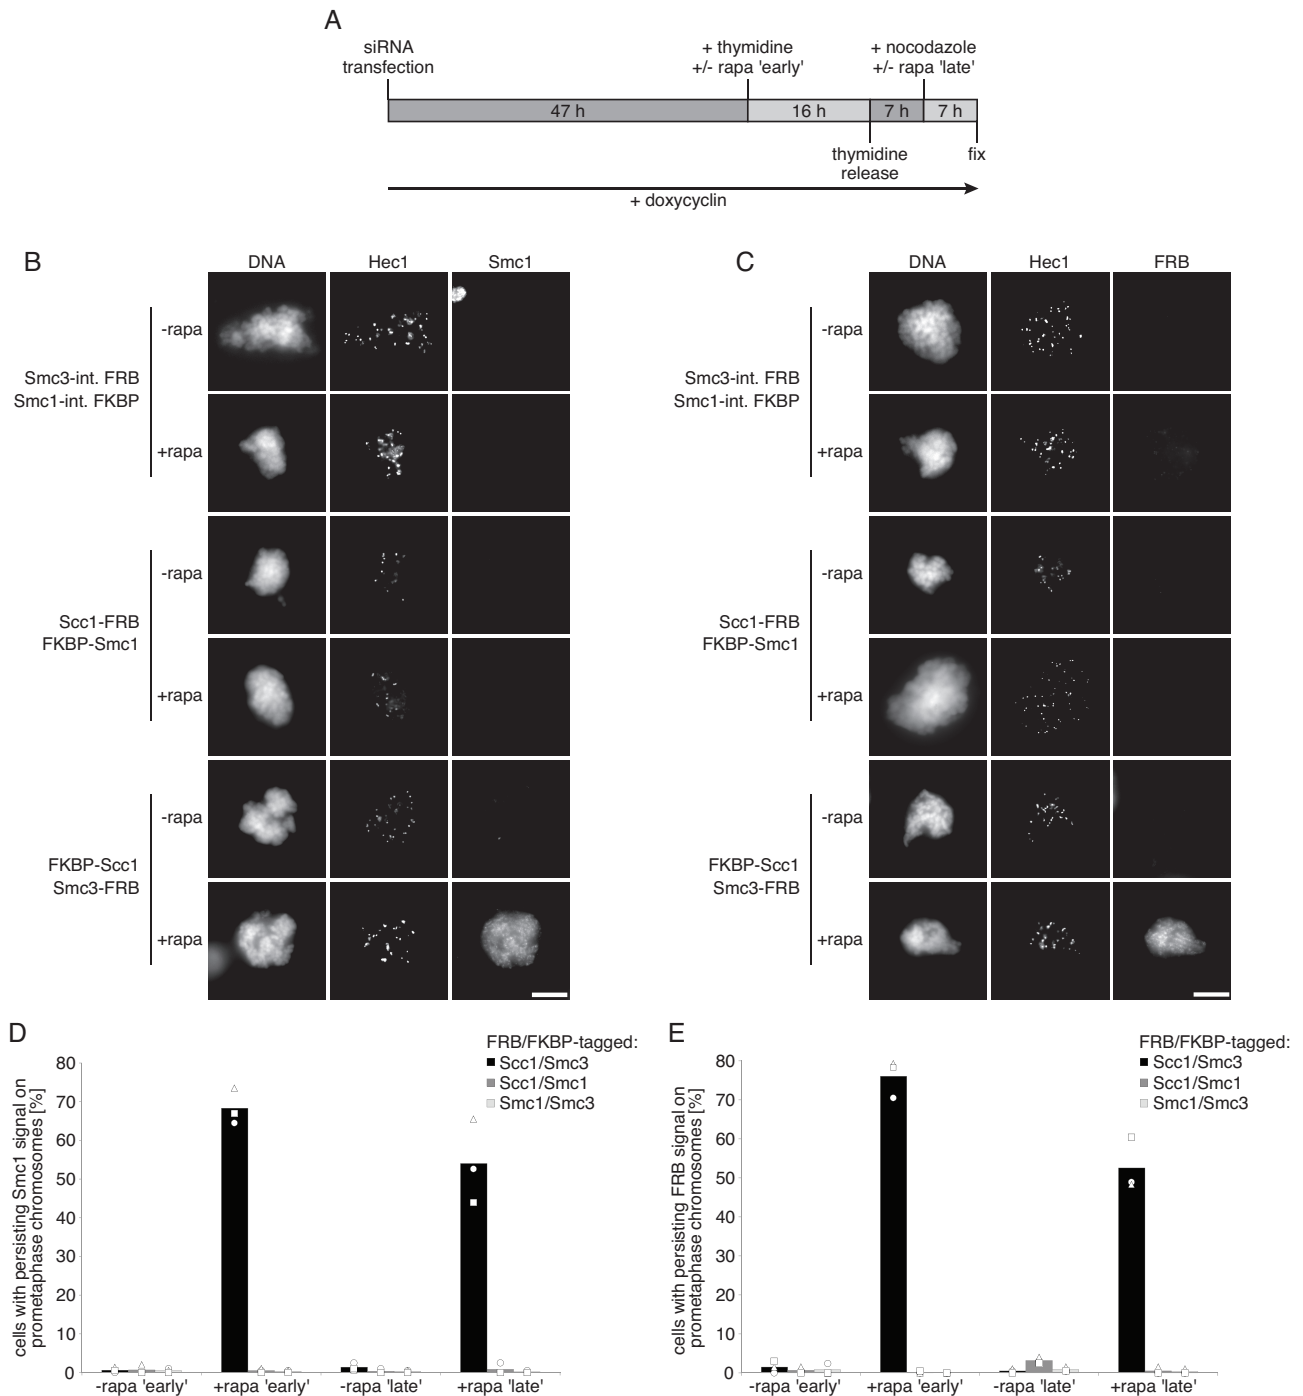 A
siRNA
transfection
+ thymidine
+/- rapa 'early'
+ nocodazole
+/- rapa 'late'
47 h
16 h
7 h
7 h
thymidine
release
fix
+ doxycyclin
B
DNA
Hec1
Smc1
-rapa
Smc3-int. FRB
Smc1-int. FKBP
+rapa
-rapa
Scc1-FRB
FKBP-Smc1
+rapa
-rapa
FKBP-Scc1
Smc3-FRB
+rapa
C
DNA
Hec1
FRB
-rapa
Smc3-int. FRB
Smc1-int. FKBP
+rapa
-rapa
Scc1-FRB
FKBP-Smc1
+rapa
-rapa
FKBP-Scc1
Smc3-FRB
+rapa
D
cells with persisting Smc1 signal on
prometaphase chromosomes [%]
80
70
60
50
40
30
20
10
0
FRB/FKBP-tagged:
Scc1/Smc3
Scc1/Smc1
Smc1/Smc3
-rapa 'early'
+rapa 'early'
-rapa 'late'
+rapa 'late'
E
cells with persisting FRB signal on
prometaphase chromosomes [%]
80
70
60
50
40
30
20
10
0
FRB/FKBP-tagged:
Scc1/Smc3
Scc1/Smc1
Smc1/Smc3
-rapa 'early'
+rapa 'early'
-rapa 'late'
+rapa 'late'